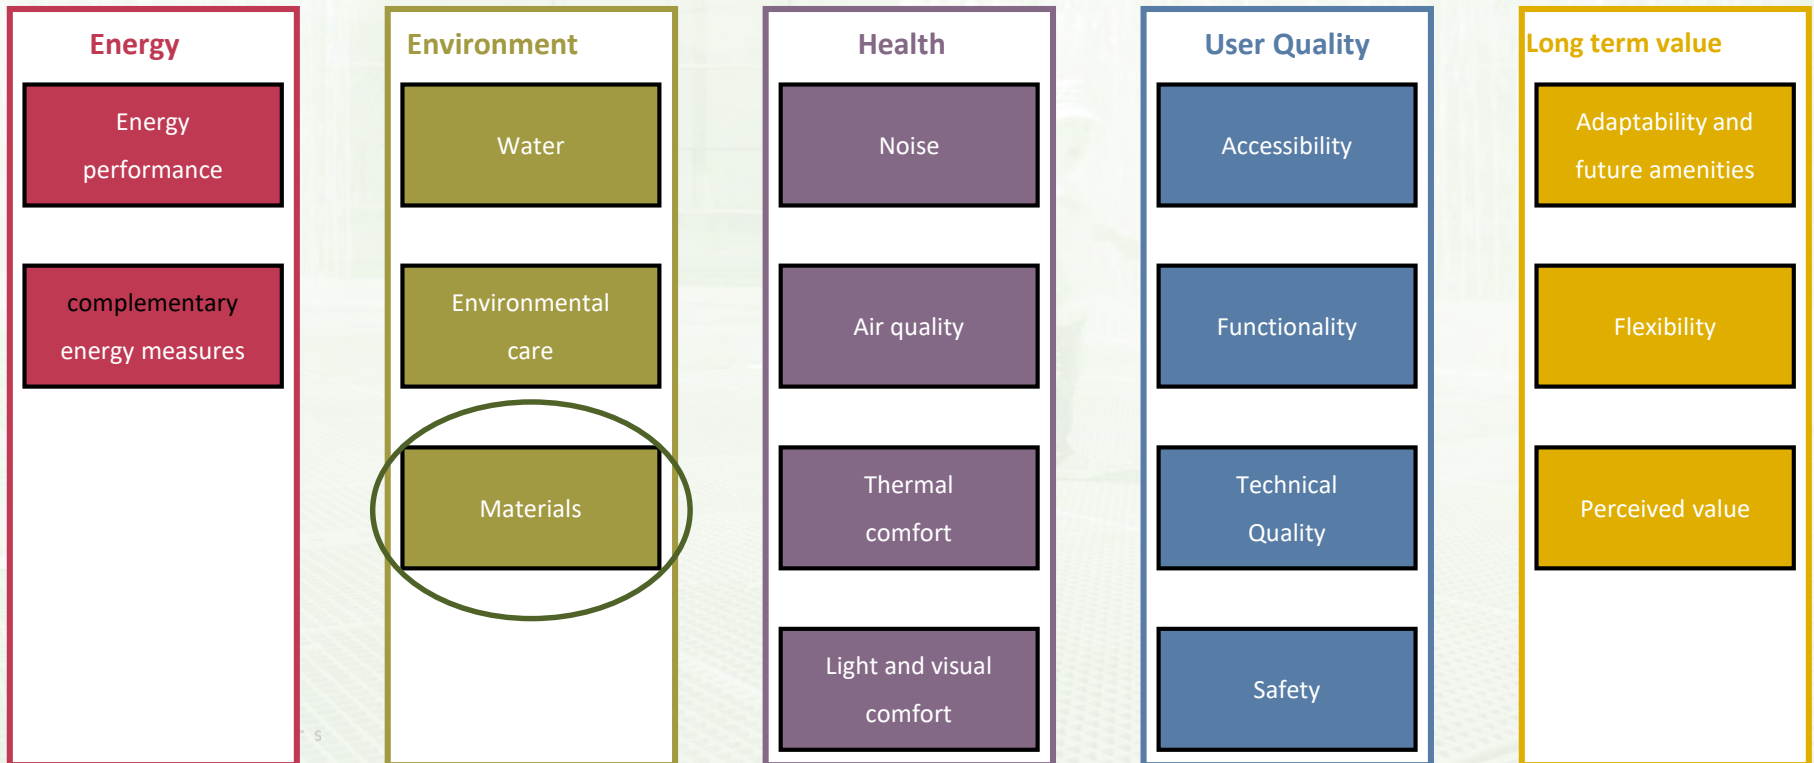 Energy
Energy
performance
complementary
energy measures
Environment
Water
Environmental
care
Materials
Health
Noise
Air quality
Thermal
comfort
Light and visual
comfort
User Quality
Accessibility
Functionality
Technical
Quality
Safety
Long term value
Adaptability and
future amenities
Flexibility
Perceived value